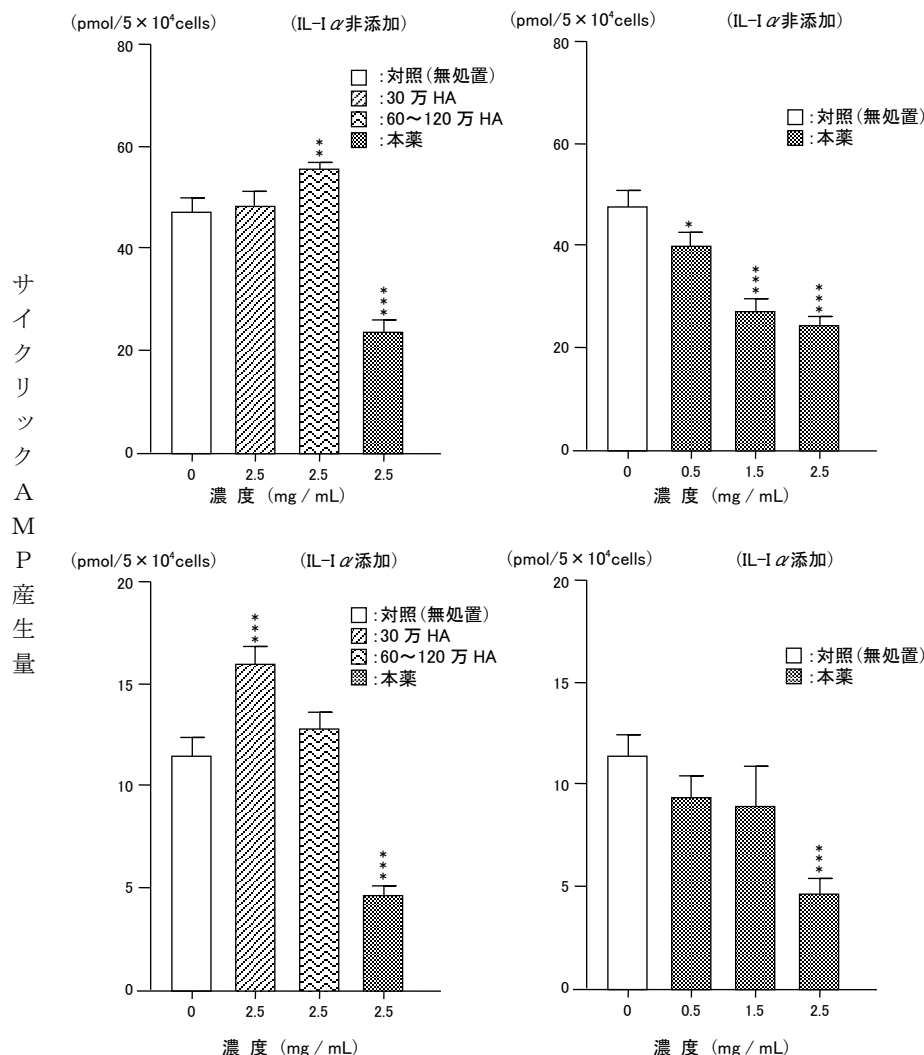 サイクリックAMP産生量
(pmol/5×10⁴cells) (IL-I α非添加)
80
60
40
20
0
□:対照(無処置)
:30万HA
:60~120万HA
:本薬
**
***
0 2.5 2.5 2.5
濃度 (mg / mL)
(pmol/5×10⁴cells) (IL-I α非添加)
80
60
40
20
0
□:対照(無処置)
:本薬
*
***
***
0 0.5 1.5 2.5
濃度 (mg / mL)
(pmol/5×10⁴cells) (IL-I α添加)
20
15
10
5
0
□:対照(無処置)
:30万HA
:60~120万HA
:本薬
***
***
0 2.5 2.5 2.5
濃度 (mg / mL)
(pmol/5×10⁴cells) (IL-I α添加)
20
15
10
5
0
□:対照(無処置)
:本薬
***
0 0.5 1.5 2.5
濃度 (mg / mL)